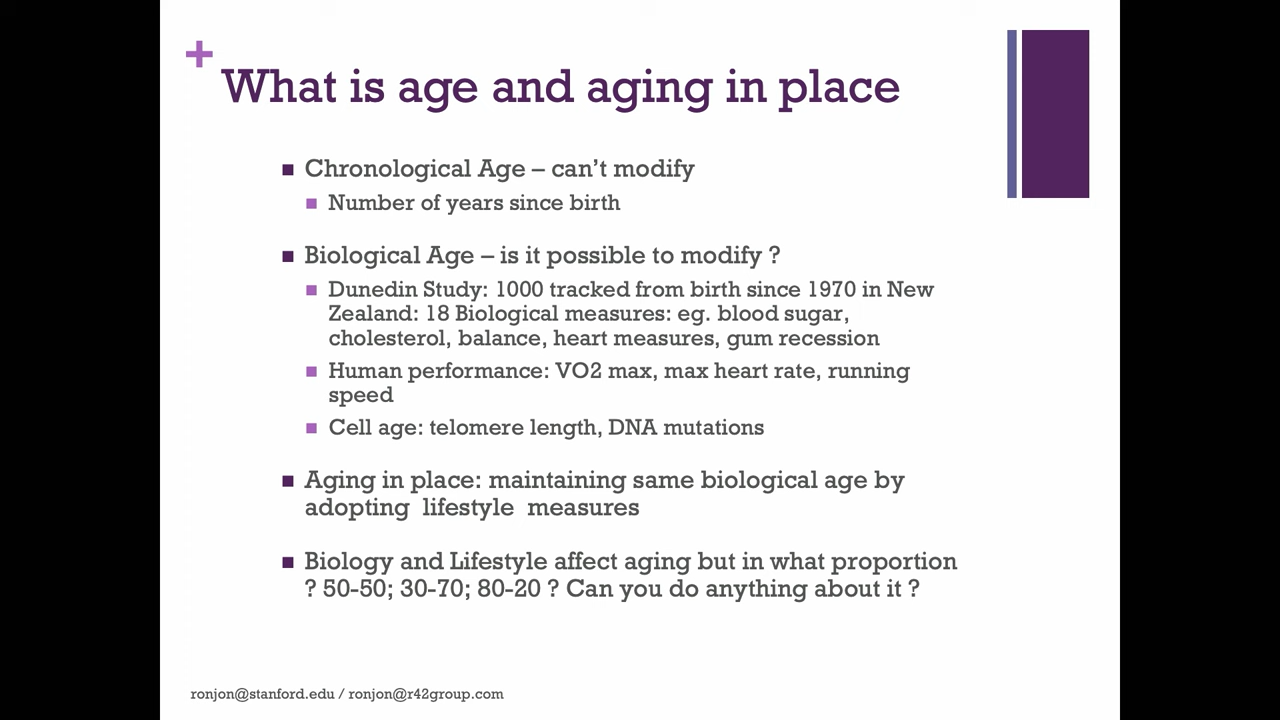 What is age and aging in place
Chronological Age – can't modify
Number of years since birth
Biological Age – is it possible to modify ?
Dunedin Study: 1000 tracked from birth since 1970 in New
Zealand: 18 Biological measures: eg. blood sugar,
cholesterol, balance, heart measures, gum recession
Human performance: VO2 max, max heart rate, running
speed
Cell age: telomere length, DNA mutations
Aging in place: maintaining same biological age by
adopting lifestyle measures
Biology and Lifestyle affect aging but in what proportion
? 50-50; 30-70; 80-20 ? Can you do anything about it ?
ronjon@stanford.edu / ronjon@r42group.com